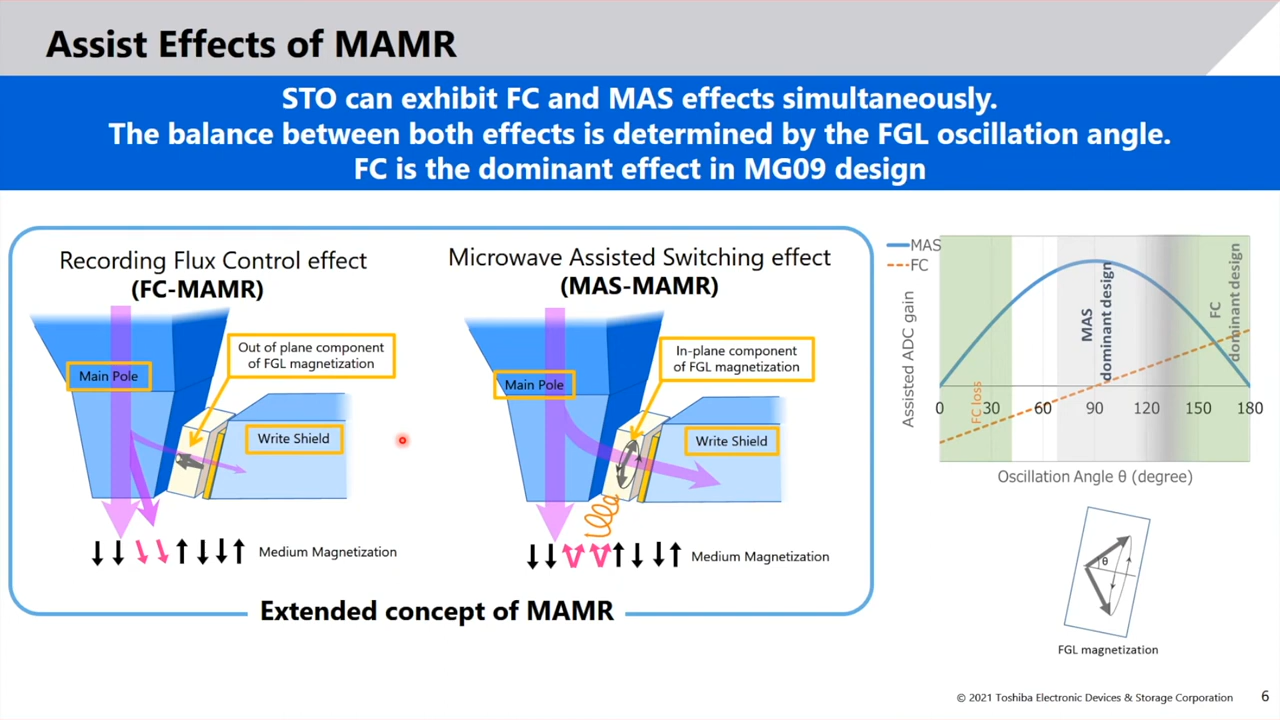 Assist Effects of MAMR
STO can exhibit FC and MAS effects simultaneously.
The balance between both effects is determined by the FGL oscillation angle.
FC is the dominant effect in MG09 design
Recording Flux Control effect
(FC-MAMR)
Out of plane component
of FGL magnetization
Main Pole
Write Shield
Medium Magnetization
Microwave Assisted Switching effect
(MAS-MAMR)
In-plane component
of FGL magnetization
Main Pole
Write Shield
Medium Magnetization
Extended concept of MAMR
MAS
FC
Assisted ADC gain
FC loss
MAS
dominant design
FC
dominant design
0 30 60 90 120 150 180
Oscillation Angle θ (degree)
θ
FGL magnetization
© 2021 Toshiba Electronic Devices & Storage Corporation
6